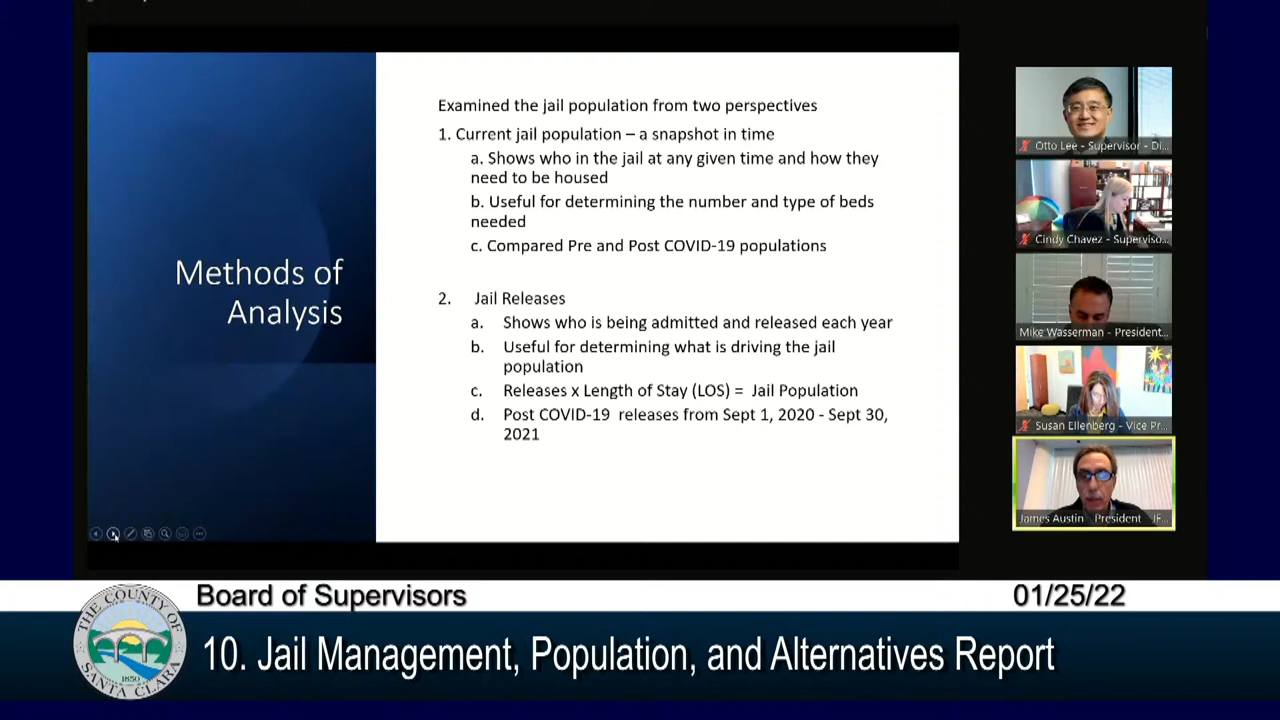 Methods of
Analysis
Examined the jail population from two perspectives
1. Current jail population – a snapshot in time
a. Shows who in the jail at any given time and how they
need to be housed
b. Useful for determining the number and type of beds
needed
c. Compared Pre and Post COVID-19 populations
2. Jail Releases
a. Shows who is being admitted and released each year
b. Useful for determining what is driving the jail
population
c. Releases x Length of Stay (LOS) = Jail Population
d. Post COVID-19 releases from Sept 1, 2020 - Sept 30,
2021
Otto Lee - Supervisor - Di...
Cindy Chavez - Superviso...
Mike Wasserman - President...
Susan Ellenberg - Vice Pr...
James Austin - President - JF...
Board of Supervisors
01/25/22
THE COUNTY OF
SANTA CLARA
1850
10. Jail Management, Population, and Alternatives Report